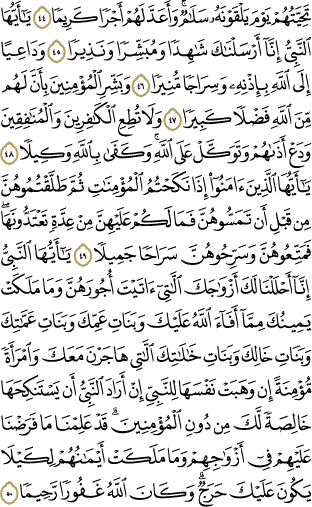 تَحِيَّتُهُمْ يَوْمَ يَلْقَوْنَهُۥ سَلَـٰمٌ ۚ وَأَعَدَّ لَهُمْ أَجْرًا كَرِيمًا ٤٤ يَـٰٓأَيُّهَا
ٱلنَّبِىُّ إِنَّآ أَرْسَلْنَـٰكَ شَـٰهِدًا وَمُبَشِّرًا وَنَذِيرًا ٤٥ وَدَاعِيًا
إِلَى ٱللَّهِ بِإِذْنِهِۦ وَسِرَاجًا مُّنِيرًا ٤٦ وَبَشِّرِ ٱلْمُؤْمِنِينَ بِأَنَّ لَهُم
مِّنَ ٱللَّهِ فَضْلًا كَبِيرًا ٤٧ وَلَا تُطِعِ ٱلْكَـٰفِرِينَ وَٱلْمُنَـٰفِقِينَ
وَدَعْ أَذَىٰهُمْ وَتَوَكَّلْ عَلَى ٱللَّهِ ۚ وَكَفَىٰ بِٱللَّهِ وَكِيلًا ٤٨
يَـٰٓأَيُّهَا ٱلَّذِينَ ءَامَنُوٓا۟ إِذَا نَكَحْتُمُ ٱلْمُؤْمِنَـٰتِ ثُمَّ طَلَّقْتُمُوهُنَّ
مِن قَبْلِ أَن تَمَسُّوهُنَّ فَمَا لَكُمْ عَلَيْهِنَّ مِنْ عِدَّةٍ تَعْتَدُّونَهَا ۖ
فَمَتِّعُوهُنَّ وَسَرِّحُوهُنَّ سَرَاحًا جَمِيلًا ٤٩ يَـٰٓأَيُّهَا ٱلنَّبِىُّ
إِنَّآ أَحْلَلْنَا لَكَ أَزْوَٰجَكَ ٱلَّـٰتِىٓ ءَاتَيْتَ أُجُورَهُنَّ وَمَا مَلَكَتْ
يَمِينُكَ مِمَّآ أَفَآءَ ٱللَّهُ عَلَيْكَ وَبَنَاتِ عَمِّكَ وَبَنَاتِ عَمَّـٰتِكَ
وَبَنَاتِ خَالِكَ وَبَنَاتِ خَـٰلَـٰتِكَ ٱلَّـٰتِى هَاجَرْنَ مَعَكَ وَٱمْرَأَةً
مُّؤْمِنَةً إِن وَهَبَتْ نَفْسَهَا لِلنَّبِىِّ إِنْ أَرَادَ ٱلنَّبِىُّ أَن يَسْتَنكِحَهَا
خَالِصَةً لَّكَ مِن دُونِ ٱلْمُؤْمِنِينَ ۗ قَدْ عَلِمْنَا مَا فَرَضْنَا
عَلَيْهِمْ فِىٓ أَزْوَٰجِهِمْ وَمَا مَلَكَتْ أَيْمَـٰنُهُمْ لِكَيْلَا
يَكُونَ عَلَيْكَ حَرَجٌ ۗ وَكَانَ ٱللَّهُ غَفُورًا رَّحِيمًا ٥٠